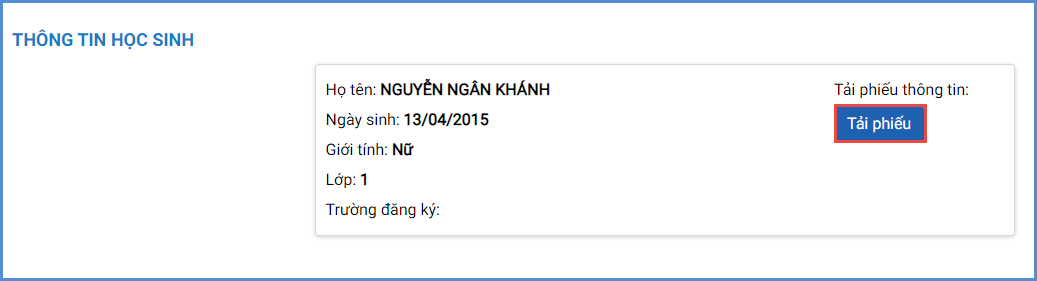 THÔNG TIN HỌC SINH
Họ tên: NGUYỄN NGÂN KHÁNH
Ngày sinh: 13/04/2015
Giới tính: Nữ
Lớp: 1
Trường đăng ký:
Tải phiếu thông tin:
Tải phiếu